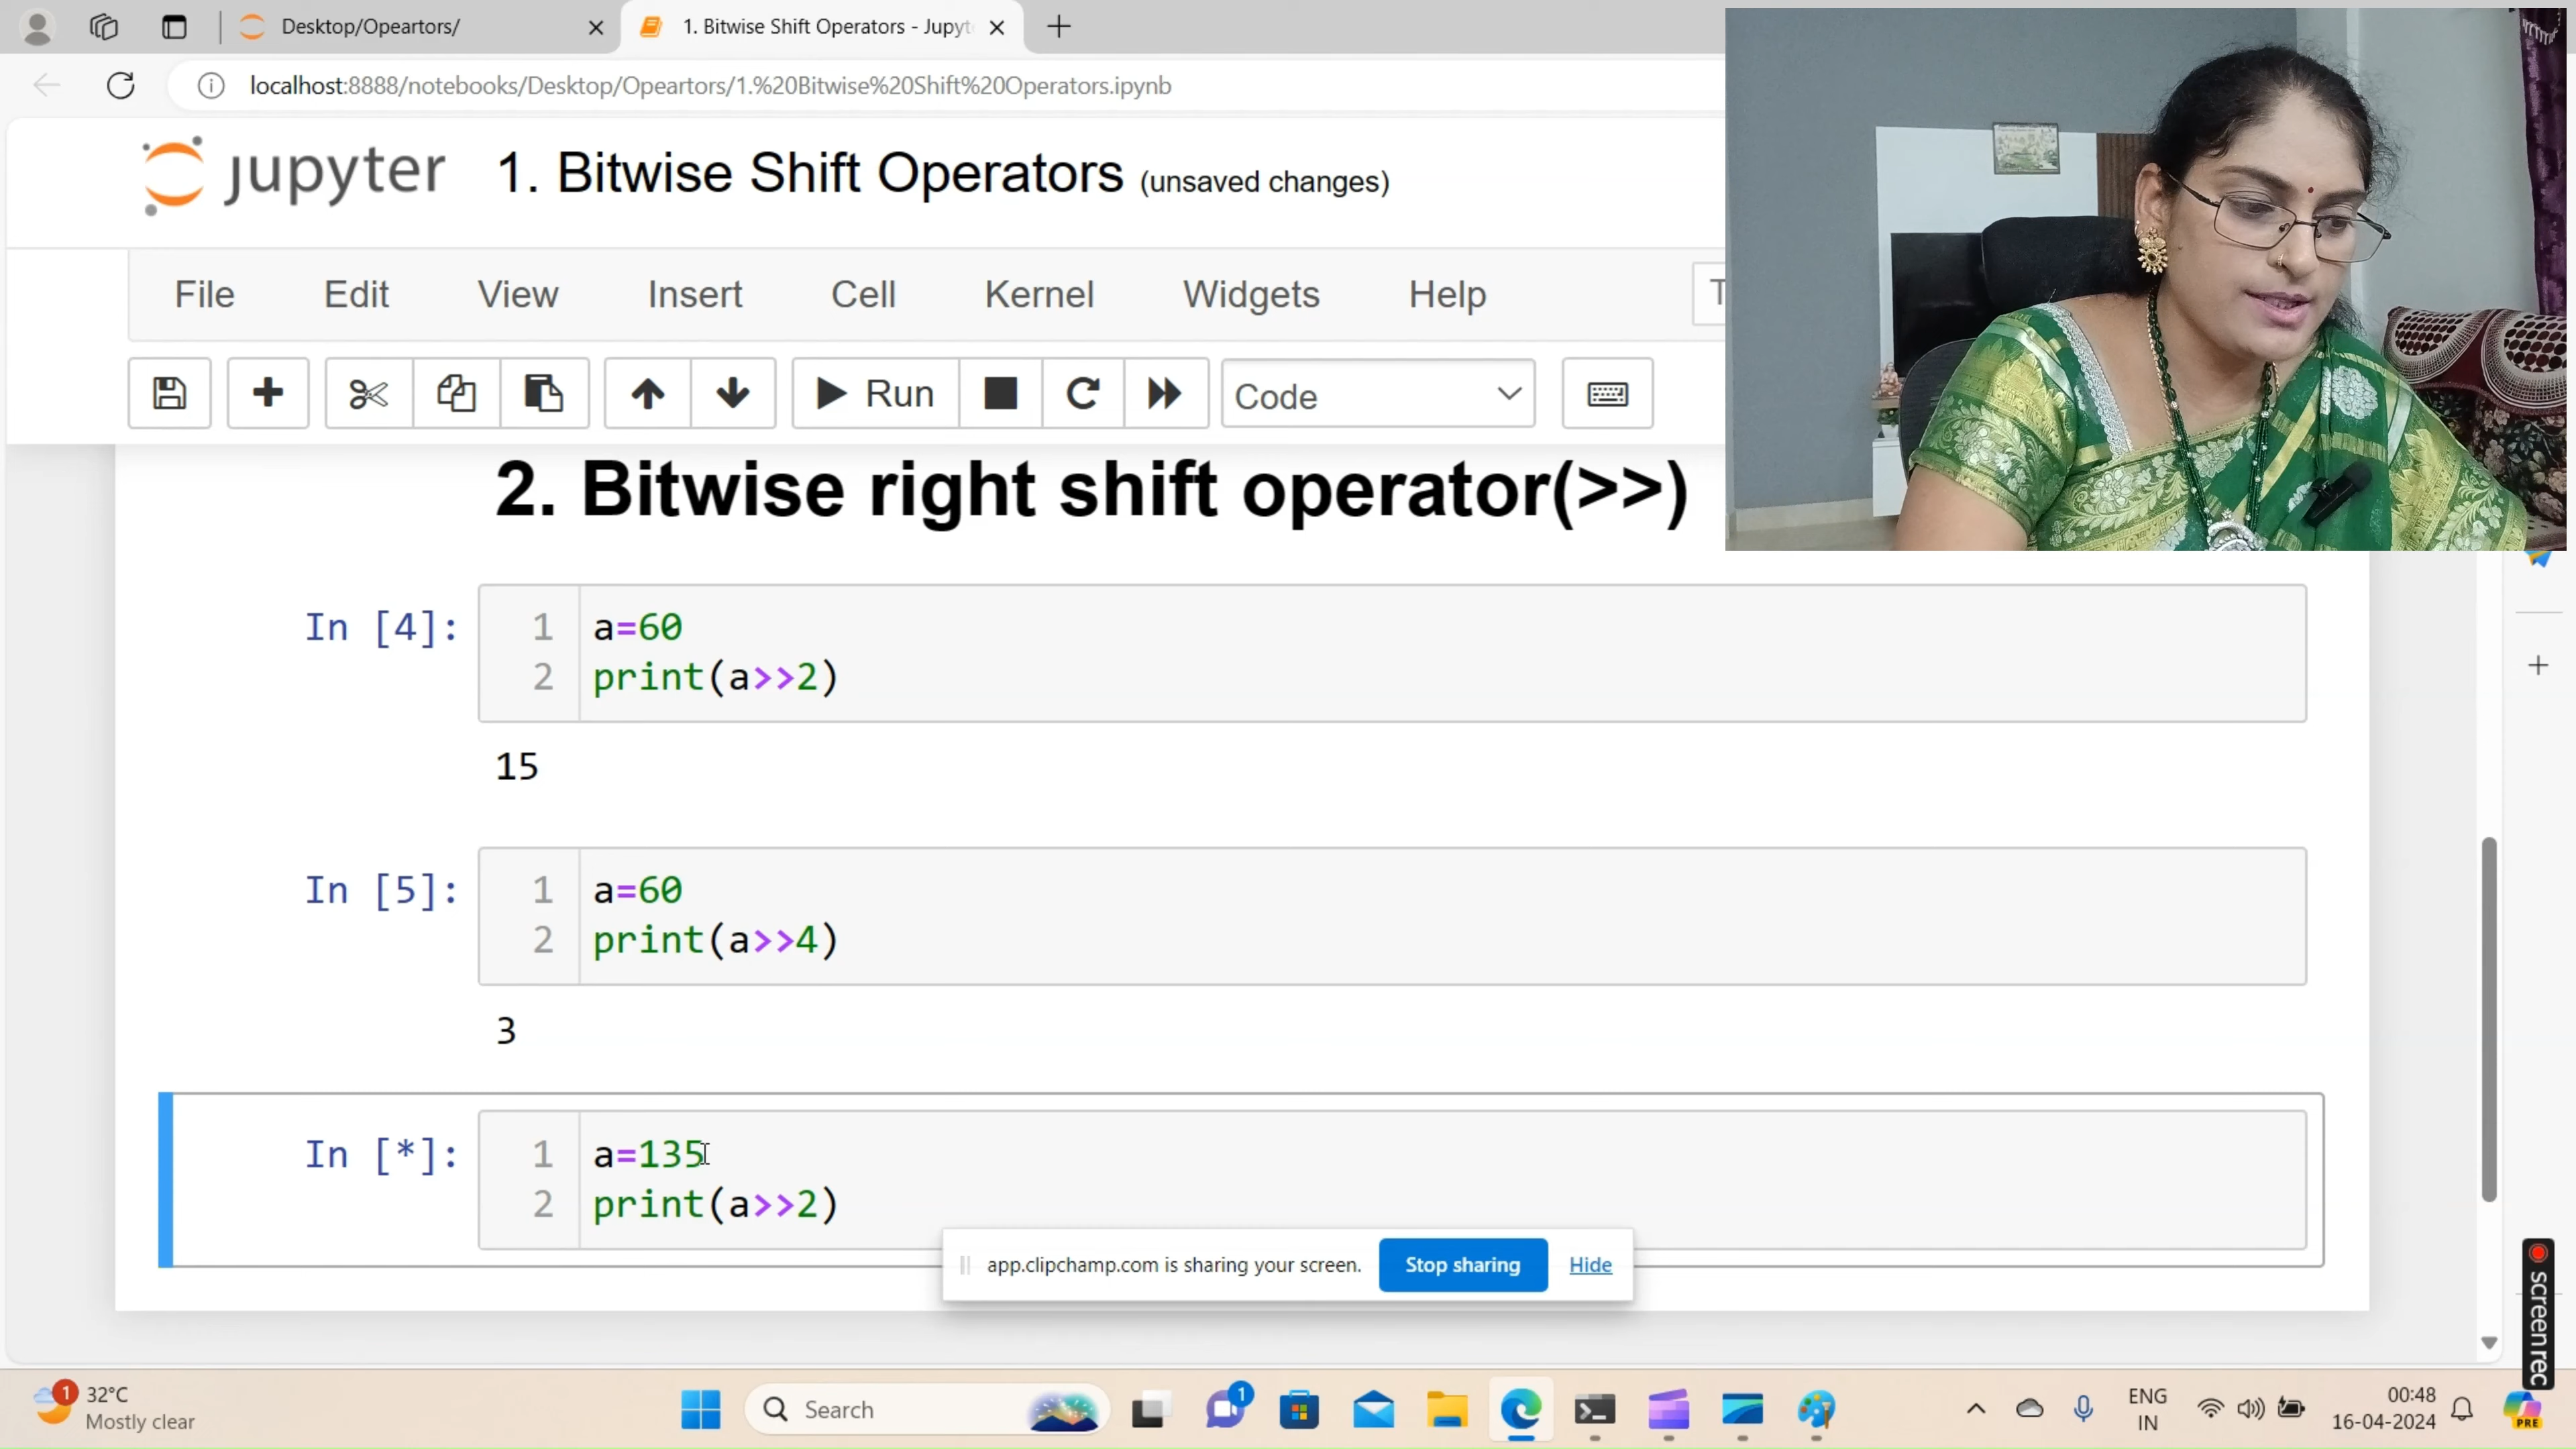 Desktop/Opeartors/
1. Bitwise Shift Operators - Jupyt
localhost:8888/notebooks/Desktop/Opeartors/1.%20Bitwise%20Shift%20Operators.ipynb
jupyter 1. Bitwise Shift Operators (unsaved changes)
File Edit View Insert Cell Kernel Widgets Help T
Run Code
2. Bitwise right shift operator(>>)
In [4]: 1 a=60
2 print(a>>2)
15
In [5]: 1 a=60
2 print(a>>4)
3
In [*]: 1 a=135
2 print(a>>2)
app.clipchamp.com is sharing your screen. Stop sharing Hide
screenrec
1 32°C
Mostly clear
Search
1
ENG
IN
00:48
16-04-2024
PRE